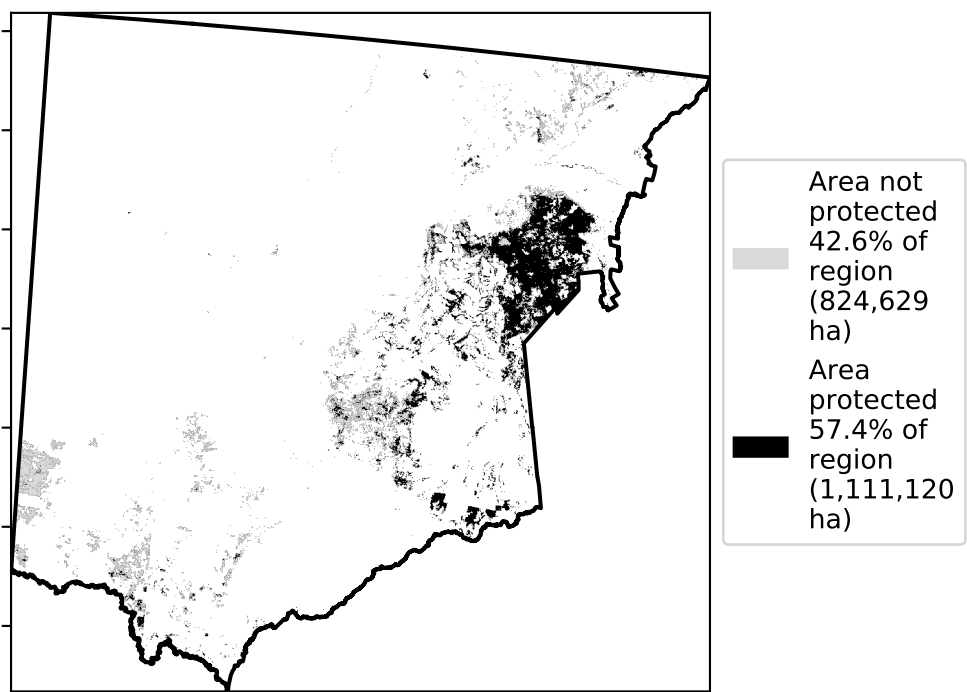 Area not
protected
42.6% of
region
(824,629
ha)
Area
protected
57.4% of
region
(1,111,120
ha)